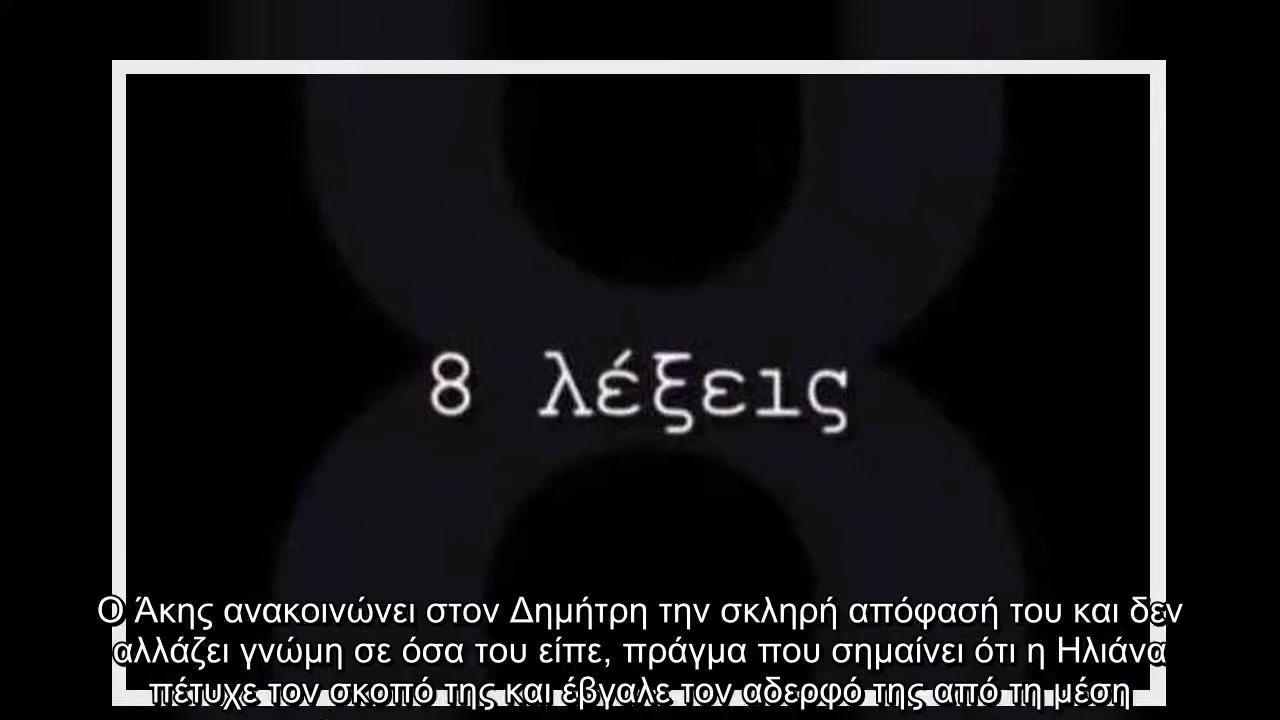 8 λέξεις
Ο Άκης ανακοινώνει στον Δημήτρη την σκληρή απόφασή του και δεν
αλλάζει γνώμη σε όσα του είπε, πράγμα που σημαίνει ότι η Ηλιάνα
πέτυχε τον σκοπό της και έβγαλε τον αδερφό της από τη μέση